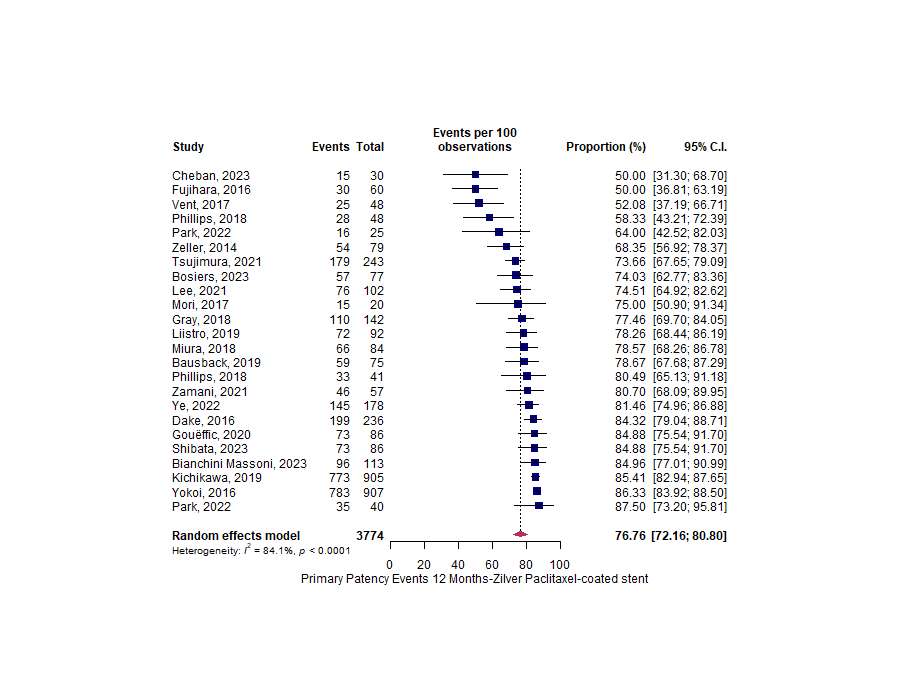 Events per 100
Study Events Total observations Proportion (%) 95% C.I.
Cheban, 2023 15 30 50.00 [31.30; 68.70]
Fujihara, 2016 30 60 50.00 [36.81; 63.19]
Vent, 2017 25 48 52.08 [37.19; 66.71]
Phillips, 2018 28 48 58.33 [43.21; 72.39]
Park, 2022 16 25 64.00 [42.52; 82.03]
Zeller, 2014 54 79 68.35 [56.92; 78.37]
Tsujimura, 2021 179 243 73.66 [67.65; 79.09]
Bosiers, 2023 57 77 74.03 [62.77; 83.36]
Lee, 2021 76 102 74.51 [64.92; 82.62]
Mori, 2017 15 20 75.00 [50.90; 91.34]
Gray, 2018 110 142 77.46 [69.70; 84.05]
Liistro, 2019 72 92 78.26 [68.44; 86.19]
Miura, 2018 66 84 78.57 [68.26; 86.78]
Bausback, 2019 59 75 78.67 [67.68; 87.29]
Phillips, 2018 33 41 80.49 [65.13; 91.18]
Zamani, 2021 46 57 80.70 [68.09; 89.95]
Ye, 2022 145 178 81.46 [74.96; 86.88]
Dake, 2016 199 236 84.32 [79.04; 88.71]
Gouëffic, 2020 73 86 84.88 [75.54; 91.70]
Shibata, 2023 73 86 84.88 [75.54; 91.70]
Bianchini Massoni, 2023 96 113 84.96 [77.01; 90.99]
Kichikawa, 2019 773 905 85.41 [82.94; 87.65]
Yokoi, 2016 783 907 86.33 [83.92; 88.50]
Park, 2022 35 40 87.50 [73.20; 95.81]
Random effects model 3774 76.76 [72.16; 80.80]
Heterogeneity: I² = 84.1%, p < 0.0001
0 20 40 60 80 100
Primary Patency Events 12 Months-Zilver Paclitaxel-coated stent